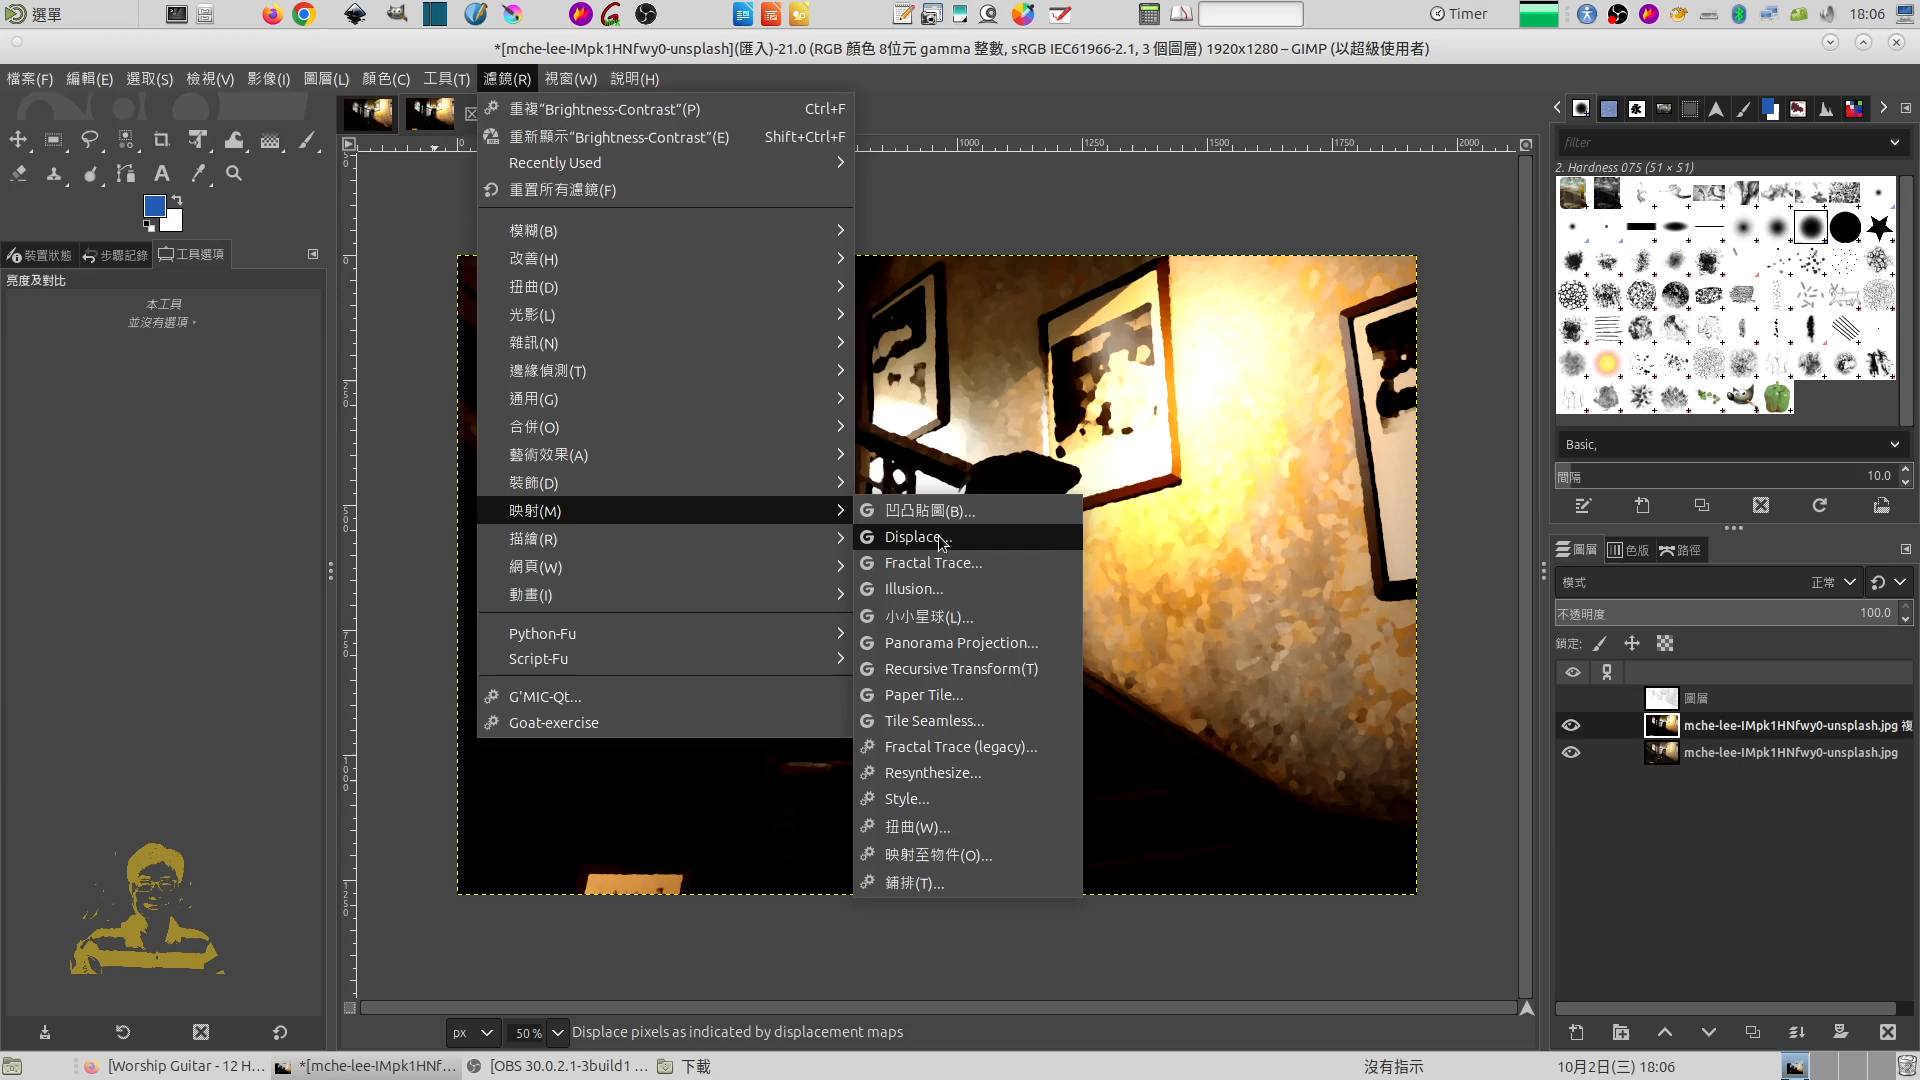 選單
Timer
18:06
*[mche-lee-IMpk1HNfwy0-unsplash](匯入)-21.0 (RGB 顏色 8位元 gamma 整數, sRGB IEC61966-2.1, 3 個圖層) 1920x1280 – GIMP (以超級使用者)
檔案(F) 編輯(E) 選取(S) 檢視(V) 影像(I) 圖層(L) 顏色(C) 工具(T) 濾鏡(R) 視窗(W) 說明(H)
重複“Brightness-Contrast”(P) Ctrl+F
重新顯示“Brightness-Contrast”(E) Shift+Ctrl+F
Recently Used
重置所有濾鏡(F)
模糊(B)
改善(H)
扭曲(D)
光影(L)
雜訊(N)
邊緣偵測(T)
通用(G)
合併(O)
藝術效果(A)
裝飾(D)
映射(M)
描繪(R)
網頁(W)
動畫(I)
Python-Fu
Script-Fu
G'MIC-Qt...
Goat-exercise
凹凸貼圖(B)...
Displace...
Fractal Trace...
Illusion...
小小星球(L)...
Panorama Projection...
Recursive Transform(T)
Paper Tile...
Tile Seamless...
Fractal Trace (legacy)...
Resynthesize...
Style...
扭曲(W)...
映射至物件(O)...
鋪排(T)...
裝置狀態 步驟記錄 工具選項
亮度及對比
本工具
並沒有選項。
0 1000 1250 1500 1750 2000
0
250
500
750
1000
1250
filter
2. Hardness 075 (51 × 51)
Basic,
間隔 10.0
圖層 色版 路徑
模式 正常
不透明度 100.0
鎖定:
圖層
mche-lee-IMpk1HNfwy0-unsplash.jpg 複
mche-lee-IMpk1HNfwy0-unsplash.jpg
px 50 % Displace pixels as indicated by displacement maps
[Worship Guitar - 12 H... *[mche-lee-IMpk1HNf... [OBS 30.0.2.1-3build1 ... 下載
沒有指示
10月2日(三) 18:06